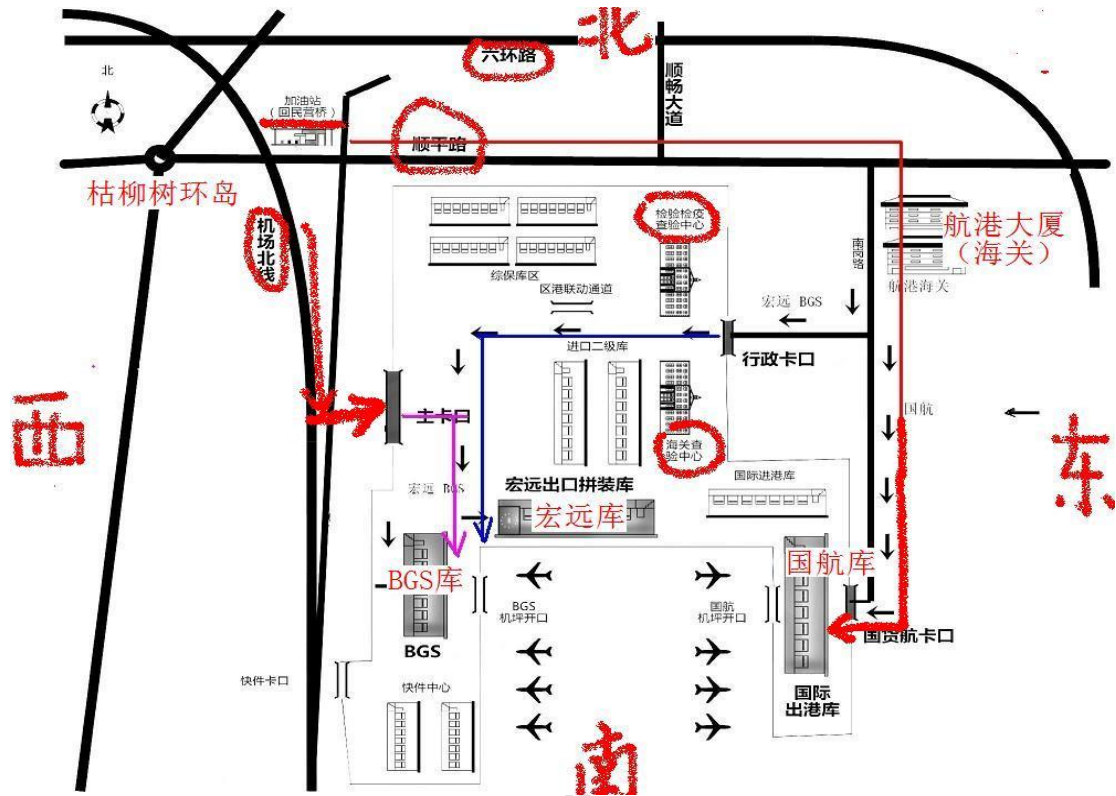 北
六环路
北
顺畅大道
加油站
（回民营桥）
顺平路
枯柳树环岛
机场北线
检验检疫
查验中心
航港大厦
（海关）
南岗路
综保库区
区港联动通道
航港海关
宏远 BGS
进口二级库
行政卡口
西
主卡口
国航
东
海关查
验中心
国际进港库
宏远 BGS
宏远出口拼装库
宏远库
国航库
BGS库
BGS
机坪开口
国航
机坪开口
国货航卡口
BGS
快件卡口
快件中心
国际
出港库
南